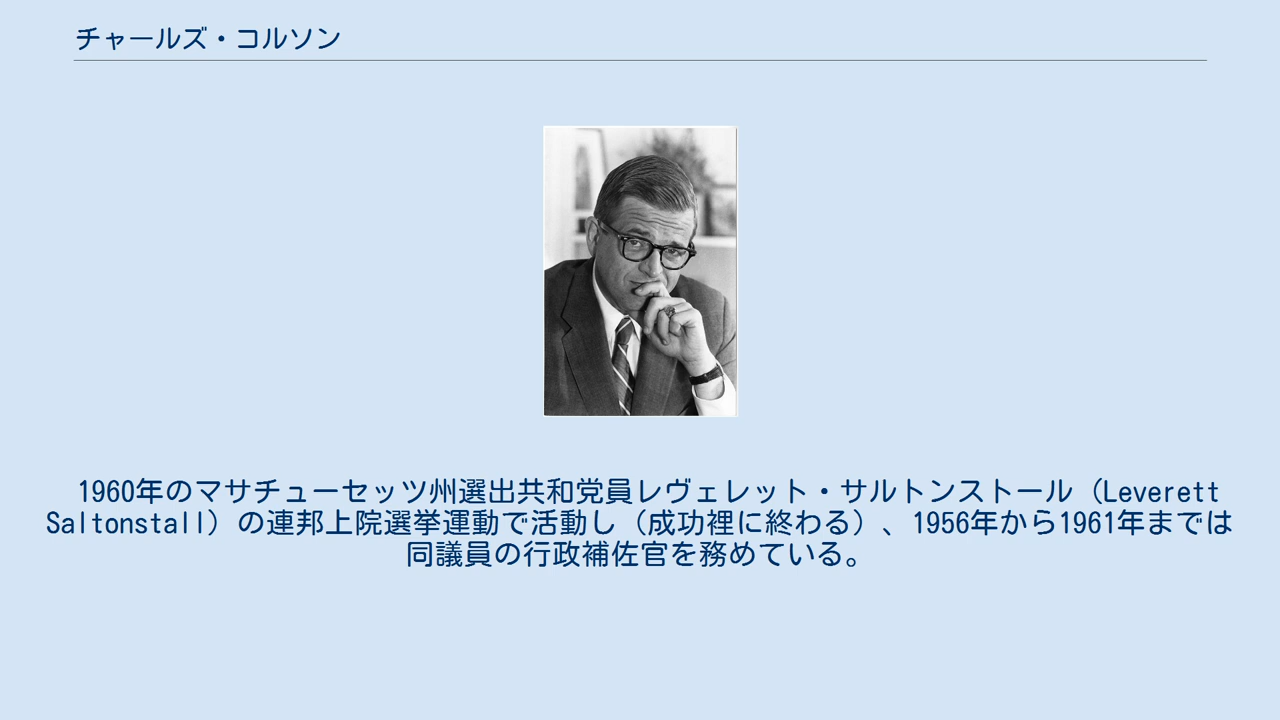 チャールズ・コルソン
1960年のマサチューセッツ州選出共和党員レヴェレット・サルトンストール（Leverett
Saltonstall）の連邦上院選挙運動で活動し（成功裡に終わる）、1956年から1961年までは
同議員の行政補佐官を務めている。